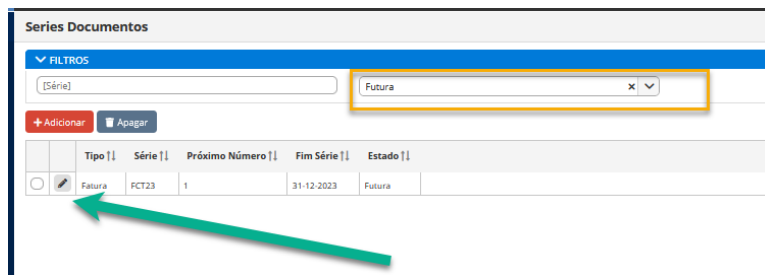 Series Documentos
FILTROS
[Série] Futura
Adicionar Apagar
Tipo Série Próximo Número Fim Série Estado
Fatura FCT23 1 31-12-2023 Futura